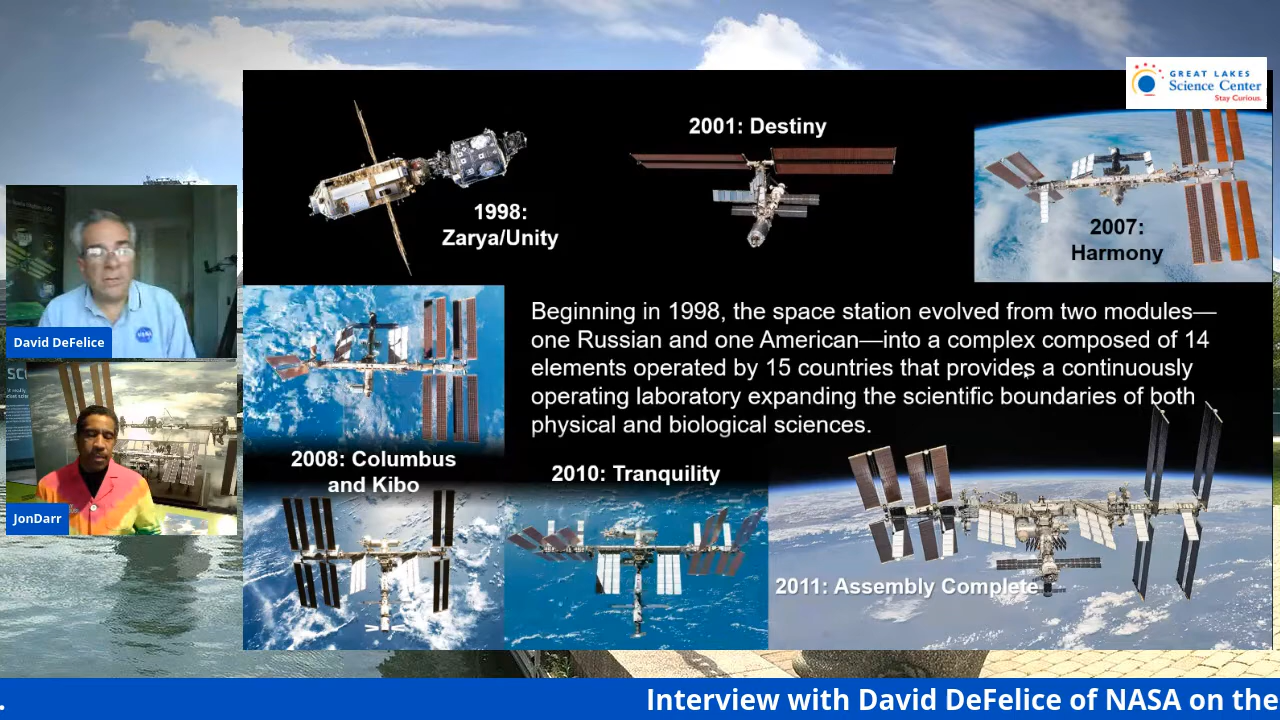 GREAT LAKES
Science Center
Stay Curious.
1998:
Zarya/Unity
2001: Destiny
2007:
Harmony
David DeFelice
NASA
JonDarr
Beginning in 1998, the space station evolved from two modules—
one Russian and one American—into a complex composed of 14
elements operated by 15 countries that provides a continuously
operating laboratory expanding the scientific boundaries of both
physical and biological sciences.
2008: Columbus
and Kibo
2010: Tranquility
2011: Assembly Complete
. Interview with David DeFelice of NASA on the